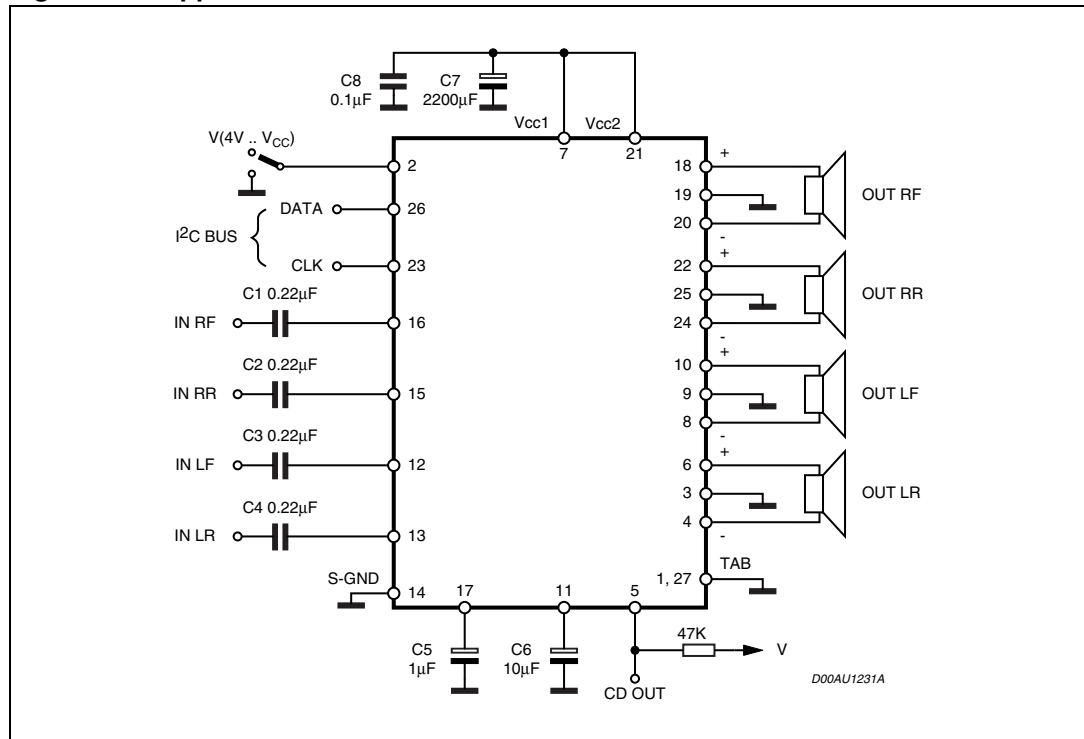 C8
0.1μF
C7
2200μF
Vcc1
Vcc2
7
21
V(4V .. VCC)
2
DATA
26
I2C BUS
CLK
23
C1 0.22μF
IN RF
16
C2 0.22μF
IN RR
15
C3 0.22μF
IN LF
12
C4 0.22μF
IN LR
13
S-GND
14
17
11
5
18
+
19
20
-
OUT RF
22
+
25
24
-
OUT RR
10
+
9
8
-
OUT LF
6
+
3
4
-
OUT LR
1, 27
TAB
C5
1μF
C6
10μF
47K
V
CD OUT
D00AU1231A